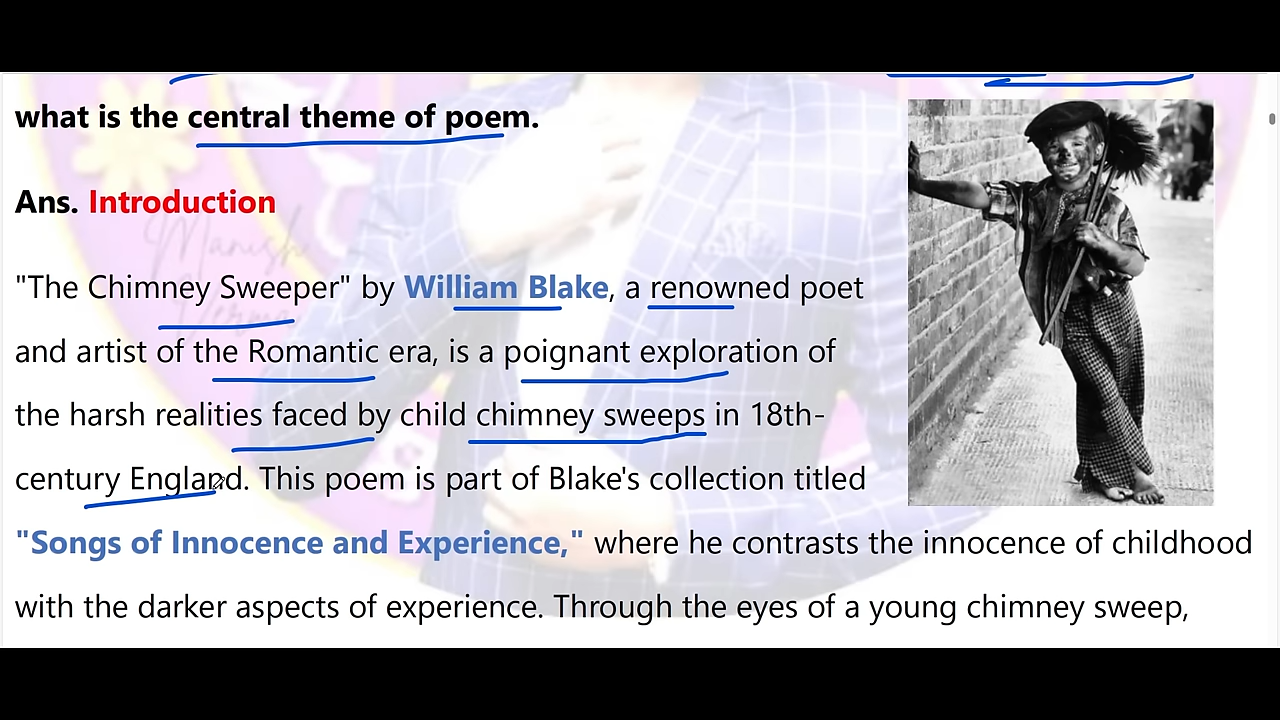 what is the central theme of poem.
Ans. Introduction
"The Chimney Sweeper" by William Blake, a renowned poet
and artist of the Romantic era, is a poignant exploration of
the harsh realities faced by child chimney sweeps in 18th-
century England. This poem is part of Blake's collection titled
"Songs of Innocence and Experience," where he contrasts the innocence of childhood
with the darker aspects of experience. Through the eyes of a young chimney sweep,
Manish
Verma